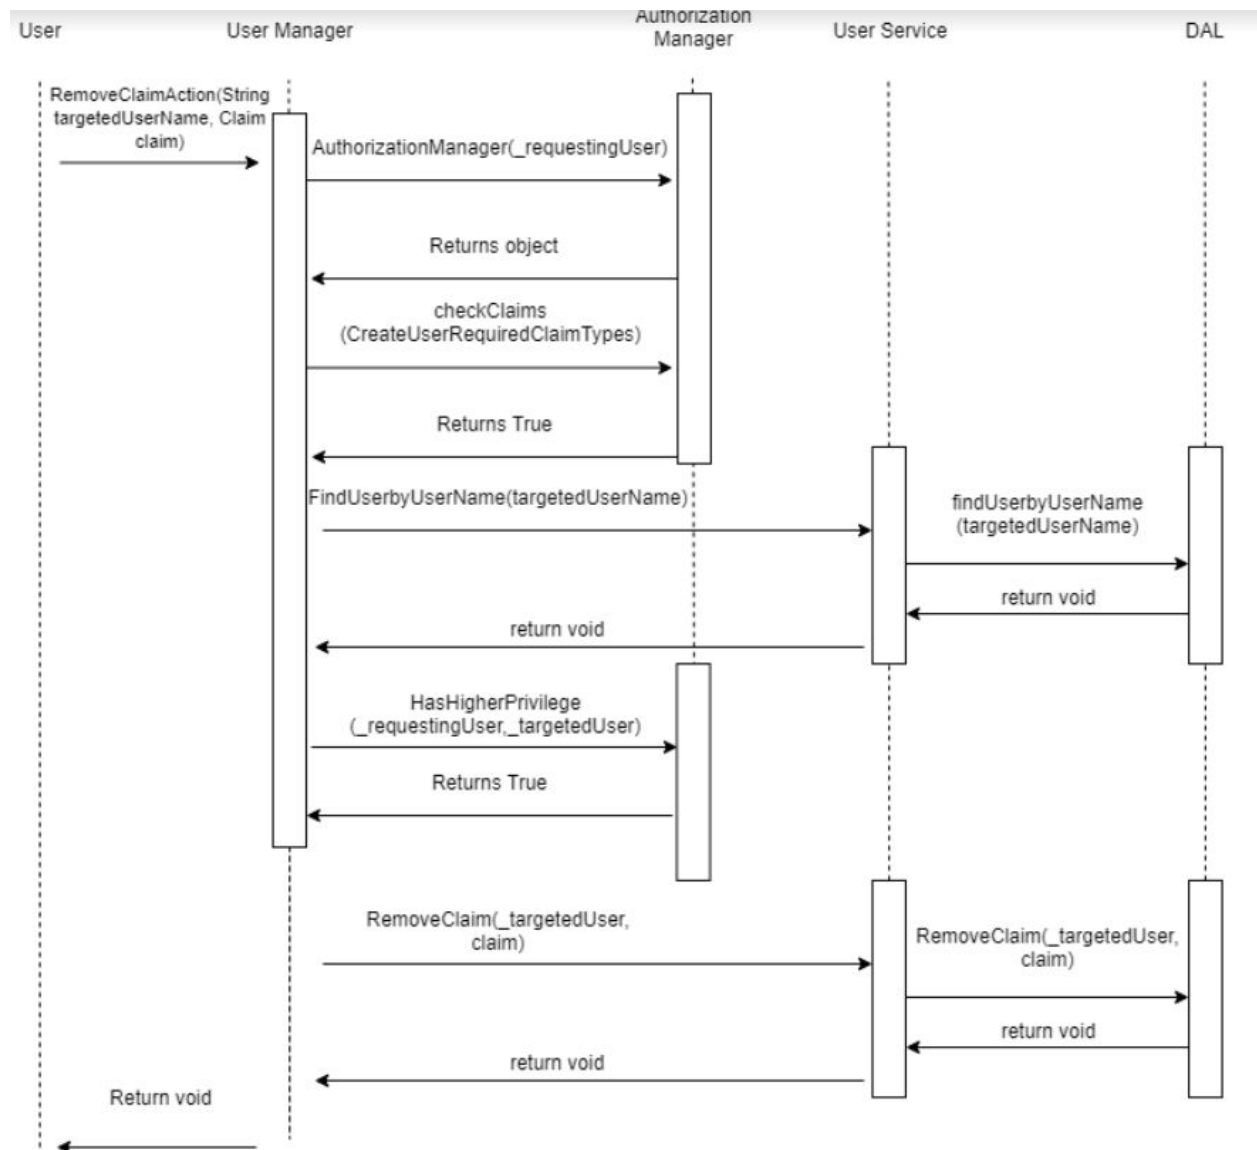 User
User Manager
Authorization
Manager
User Service
DAL
RemoveClaimAction(String
targetedUserName, Claim
claim)
AuthorizationManager(_requestingUser)
Returns object
checkClaims
(CreateUserRequiredClaimTypes)
Returns True
FindUserbyUserName(targetedUserName)
findUserbyUserName
(targetedUserName)
return void
return void
HasHigherPrivilege
(_requestingUser,_targetedUser)
Returns True
RemoveClaim(_targetedUser,
claim)
RemoveClaim(_targetedUser,
claim)
return void
return void
Return void